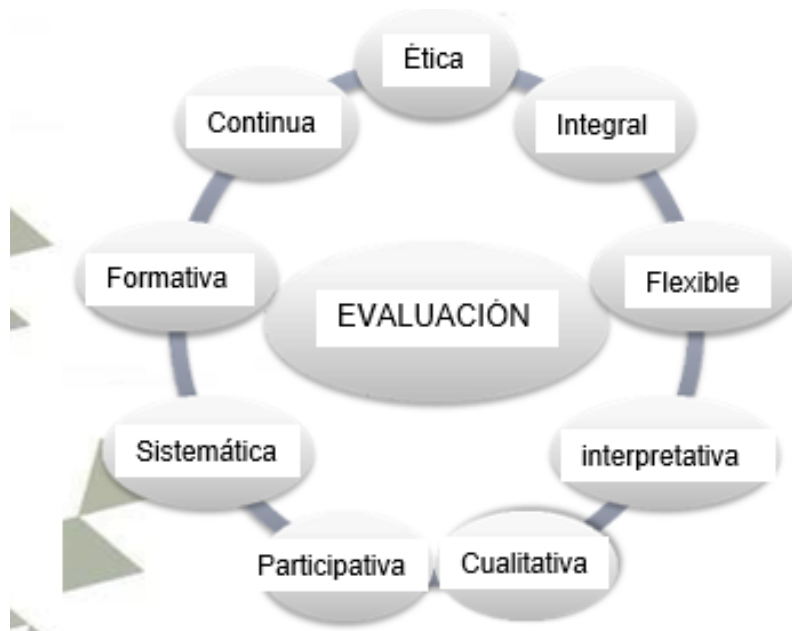 Ética
Continua
Integral
Formativa
Flexible
EVALUACIÓN
Sistemática
interpretativa
Participativa
Cualitativa